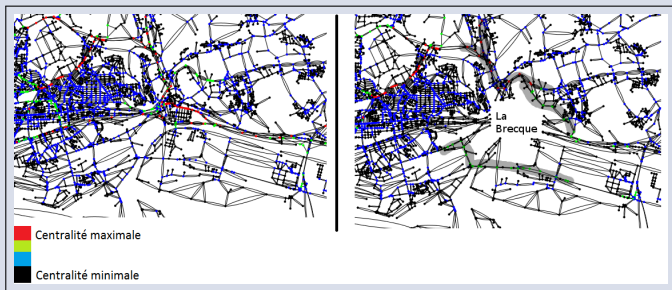 La
Brecque
Centralité maximale
Centralité minimale